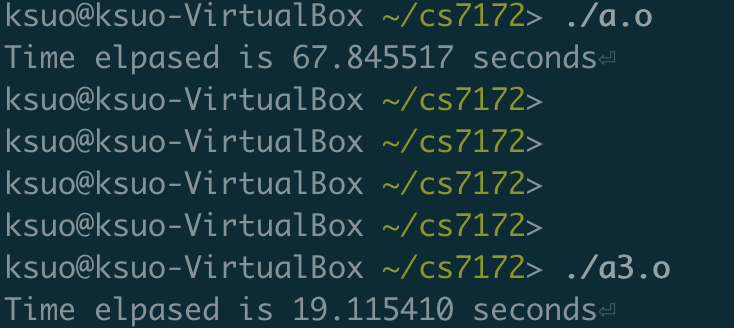 ksuo@ksuo-VirtualBox ~/cs7172> ./a.o
Time elpased is 67.845517 seconds⏎
ksuo@ksuo-VirtualBox ~/cs7172>
ksuo@ksuo-VirtualBox ~/cs7172>
ksuo@ksuo-VirtualBox ~/cs7172>
ksuo@ksuo-VirtualBox ~/cs7172>
ksuo@ksuo-VirtualBox ~/cs7172> ./a3.o
Time elpased is 19.115410 seconds⏎